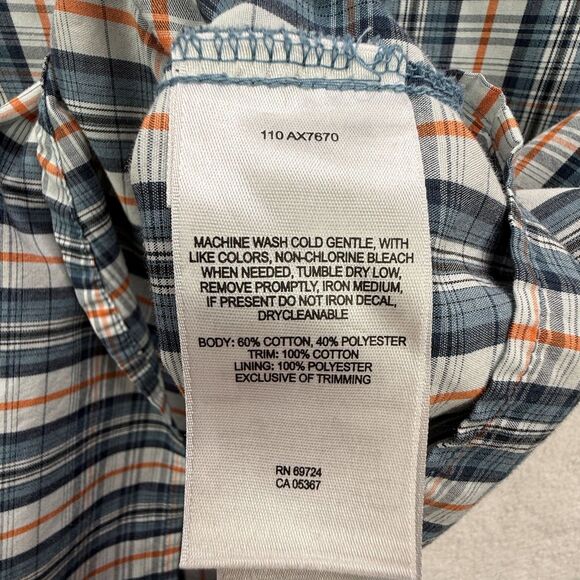 110 AX7670
MACHINE WASH COLD GENTLE, WITH
LIKE COLORS, NON-CHLORINE BLEACH
WHEN NEEDED, TUMBLE DRY LOW,
REMOVE PROMPTLY, IRON MEDIUM.
IF PRESENT DO NOT IRON DECAL,
DRYCLEANABLE
BODY: 60% COTTON, 40% POLYESTER
TRIM: 100% COTTON
LINING: 100% POLYESTER
EXCLUSIVE OF TRIMMING
RN 69724
CA 05367